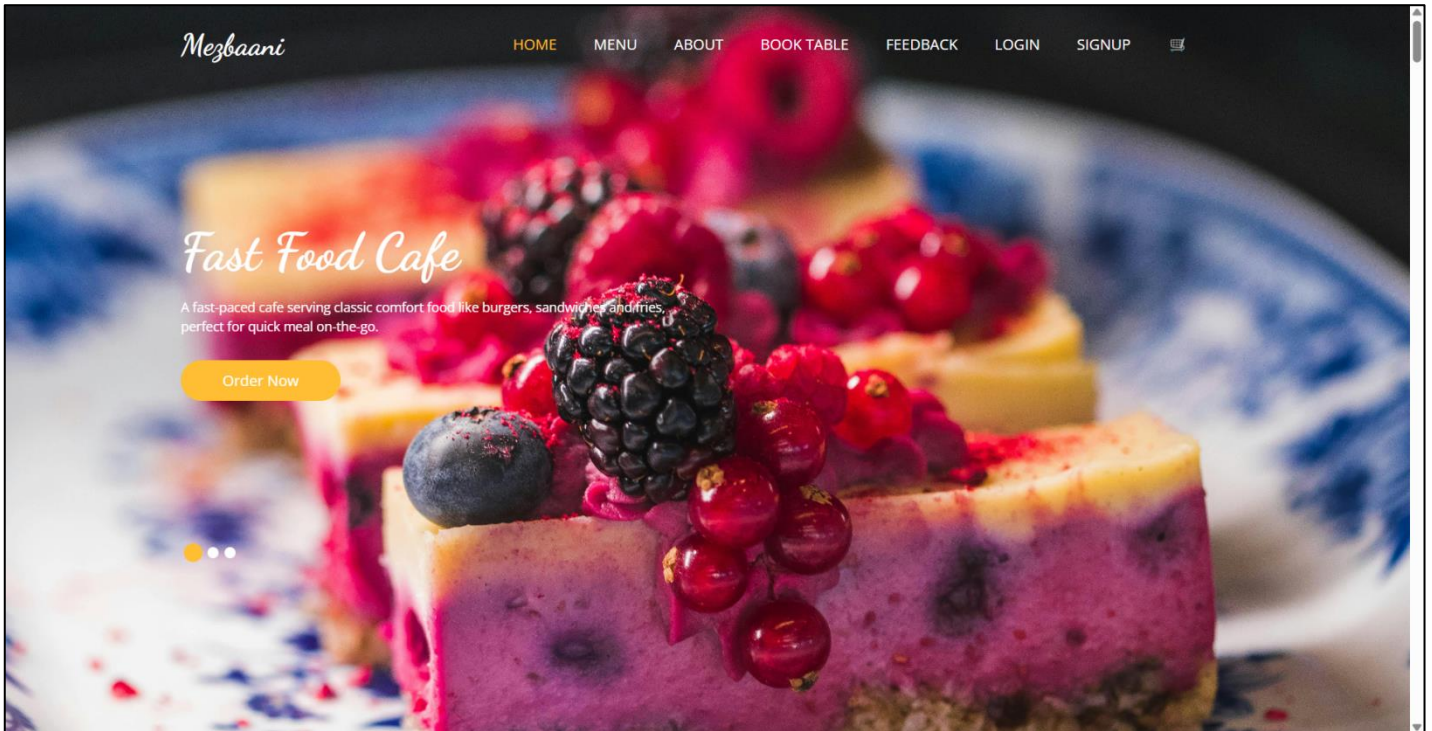 Mezbaani
HOME MENU ABOUT BOOK TABLE FEEDBACK LOGIN SIGNUP
Fast Food Cafe
A fast-paced cafe serving classic comfort food like burgers, sandwiches and fries,
perfect for quick meal on-the-go.
Order Now